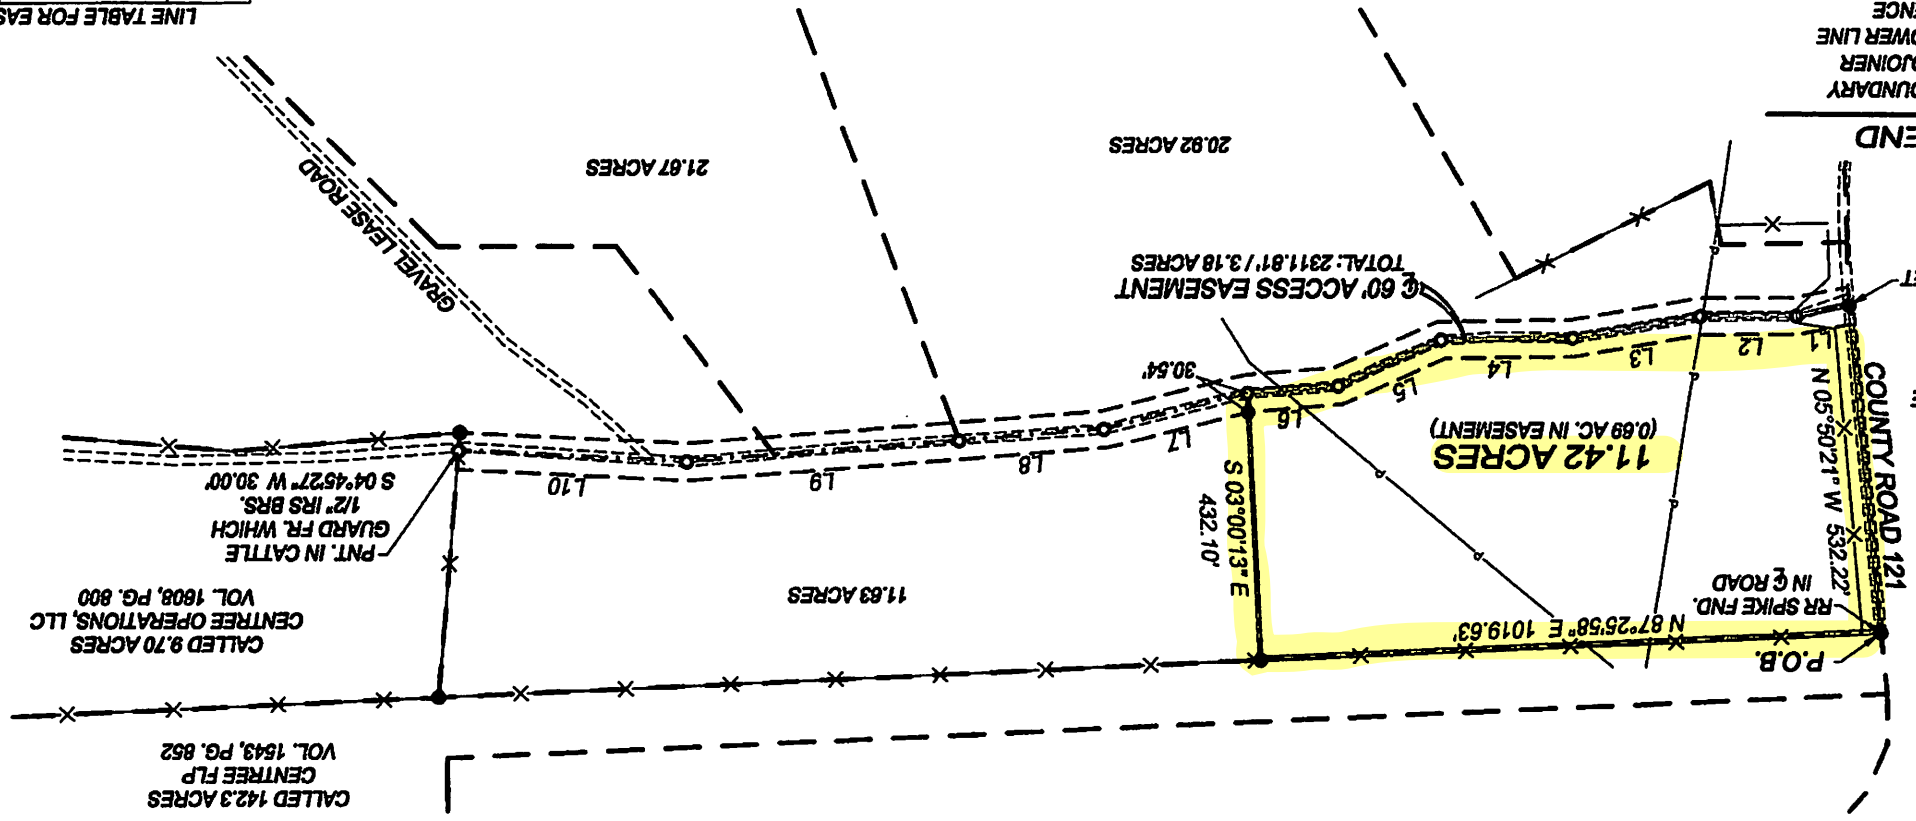 CALLED 142.3 ACRES
CENTREE FLP
VOL. 1543, PG. 852
P.O.B.
RR SPIKE FND.
IN ℄ ROAD
N 87°25'58" E 1019.63'
COUNTY ROAD 121
N 05°50'21" W 532.22'
11.42 ACRES
(0.69 AC. IN EASEMENT)
S 03°00'13" E
432.10'
11.63 ACRES
CALLED 9.70 ACRES
CENTREE OPERATIONS, LLC
VOL. 1608, PG. 800
PNT. IN CATTLE
GUARD FR. WHICH
1/2" IRS BRS.
S 04°45'27" W 30.00'
L1
L2
L3
L4
L5
L6
L7
L8
L9
L10
30.54'
℄ 60' ACCESS EASEMENT
TOTAL: 2311.81' / 3.18 ACRES
GRAVEL LEASE ROAD
20.92 ACRES
21.67 ACRES
END
OUNDARY
DJOINER
OWER LINE
ENCE
LINE TABLE FOR EAS